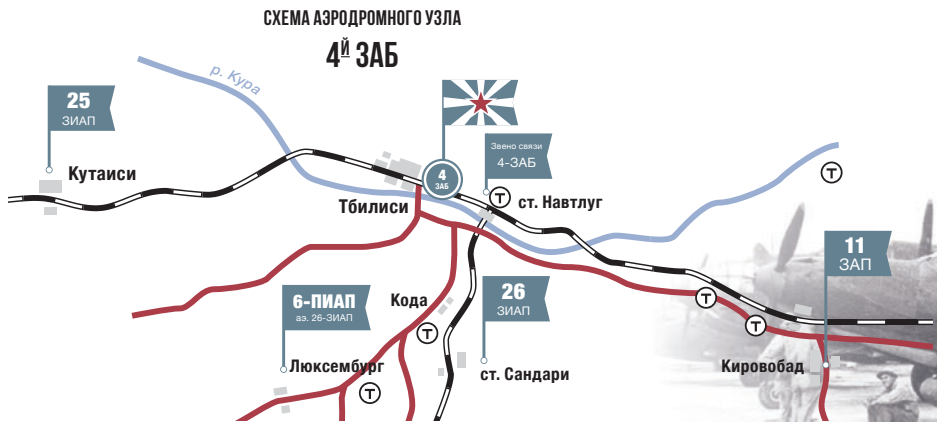 СХЕМА АЭРОДРОМНОГО УЗЛА
4Й ЗАБ
р. Кура
25
ЗИАП
Кутаиси
Звено связи
4-ЗАБ
4
ЗАБ
Т
Т
Тбилиси
ст. Навтлуг
11
ЗАП
6-ПИАП
аэ. 26-ЗИАП
Кода
26
ЗИАП
Т
Т
Т
Люксембург
ст. Сандари
Кировобад
Т